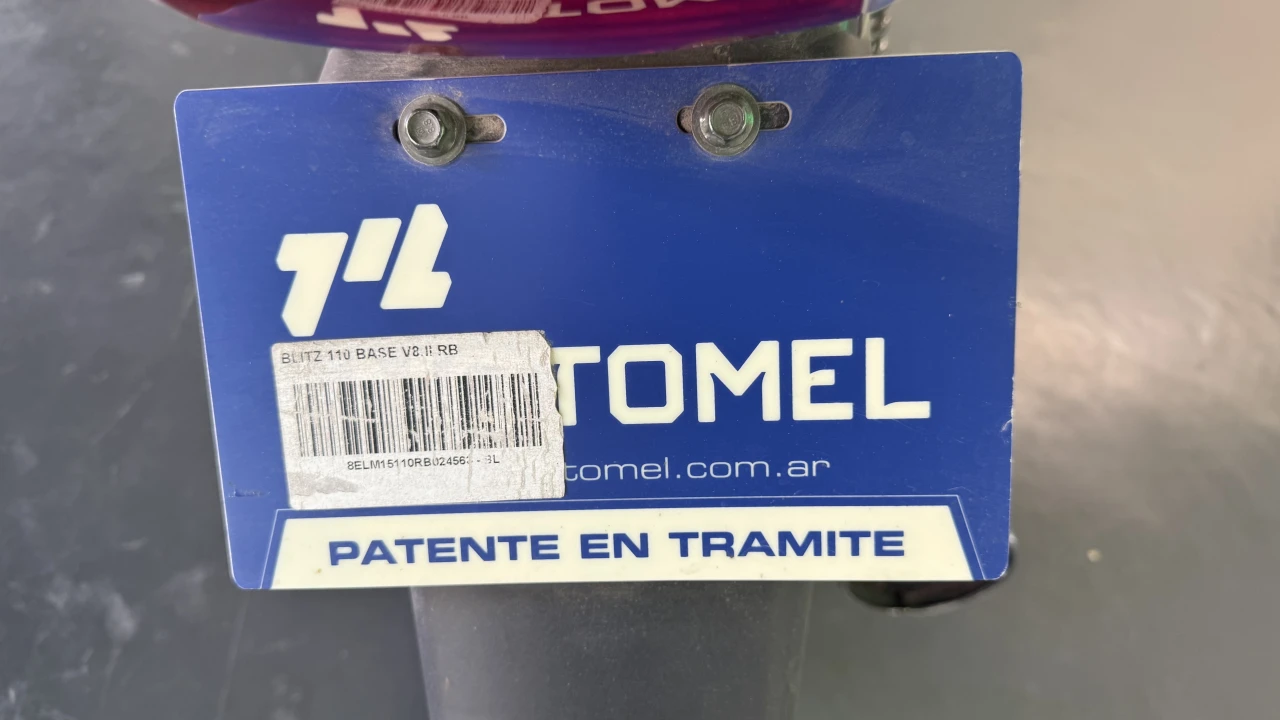 BLITZ 110 BASE V8.II RB
TOMEL
8ELM15110RB024563 - BL
tomel.com.ar
PATENTE EN TRAMITE